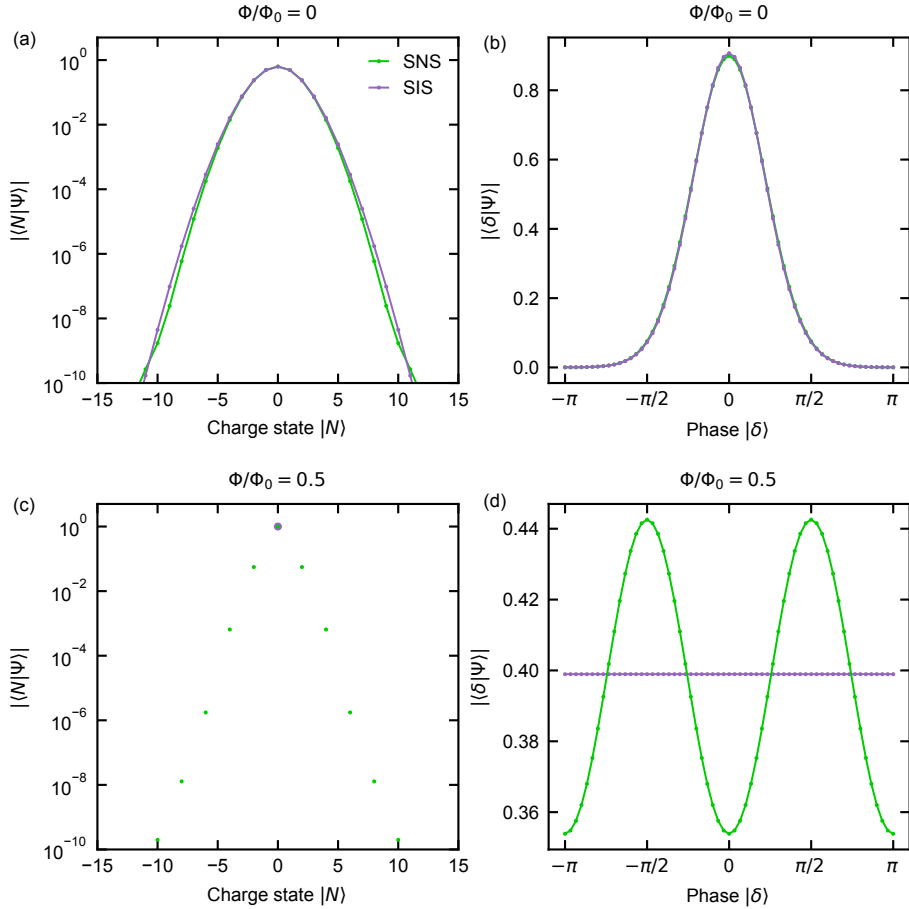 Φ/Φ₀ = 0
(a)
10⁰
10⁻²
10⁻⁴
10⁻⁶
10⁻⁸
10⁻¹⁰
|⟨N|Ψ⟩|
SNS
SIS
−15 −10 −5 0 5 10 15
Charge state |N⟩
Φ/Φ₀ = 0
(b)
0.8
0.6
0.4
0.2
0.0
|⟨δ|Ψ⟩|
−π −π/2 0 π/2 π
Phase |δ⟩
Φ/Φ₀ = 0.5
(c)
10⁰
10⁻²
10⁻⁴
10⁻⁶
10⁻⁸
10⁻¹⁰
|⟨N|Ψ⟩|
−15 −10 −5 0 5 10 15
Charge state |N⟩
Φ/Φ₀ = 0.5
(d)
0.44
0.42
0.40
0.38
0.36
|⟨δ|Ψ⟩|
−π −π/2 0 π/2 π
Phase |δ⟩